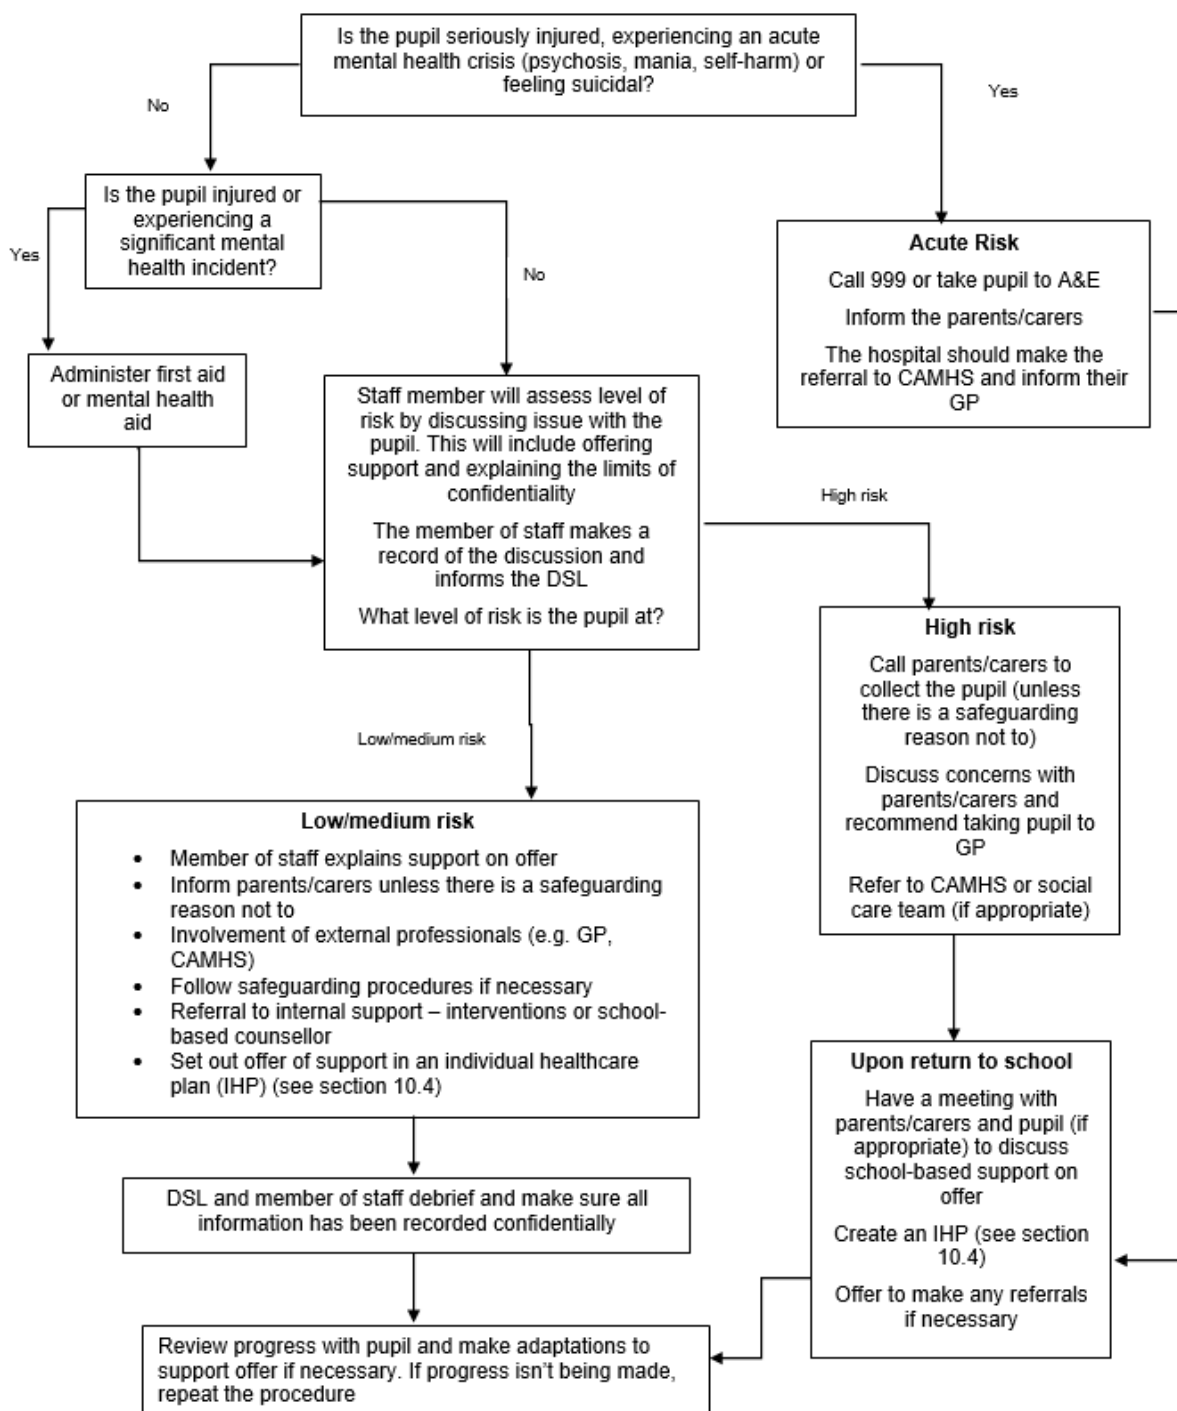 Is the pupil seriously injured, experiencing an acute
mental health crisis (psychosis, mania, self-harm) or
feeling suicidal?
No
Yes
Is the pupil injured or
experiencing a
significant mental
health incident?
Yes
No
Acute Risk
Call 999 or take pupil to A&E
Inform the parents/carers
The hospital should make the
referral to CAMHS and inform their
GP
Administer first aid
or mental health
aid
Staff member will assess level of
risk by discussing issue with the
pupil. This will include offering
support and explaining the limits of
confidentiality
The member of staff makes a
record of the discussion and
informs the DSL
What level of risk is the pupil at?
High risk
High risk
Call parents/carers to
collect the pupil (unless
there is a safeguarding
reason not to)
Discuss concerns with
parents/carers and
recommend taking pupil to
GP
Refer to CAMHS or social
care team (if appropriate)
Low/medium risk
Low/medium risk
• Member of staff explains support on offer
• Inform parents/carers unless there is a safeguarding
reason not to
• Involvement of external professionals (e.g. GP,
CAMHS)
• Follow safeguarding procedures if necessary
• Referral to internal support – interventions or school-
based counsellor
• Set out offer of support in an individual healthcare
plan (IHP) (see section 10.4)
Upon return to school
Have a meeting with
parents/carers and pupil (if
appropriate) to discuss
school-based support on
offer
Create an IHP (see section
10.4)
Offer to make any referrals
if necessary
DSL and member of staff debrief and make sure all
information has been recorded confidentially
Review progress with pupil and make adaptations to
support offer if necessary. If progress isn't being made,
repeat the procedure